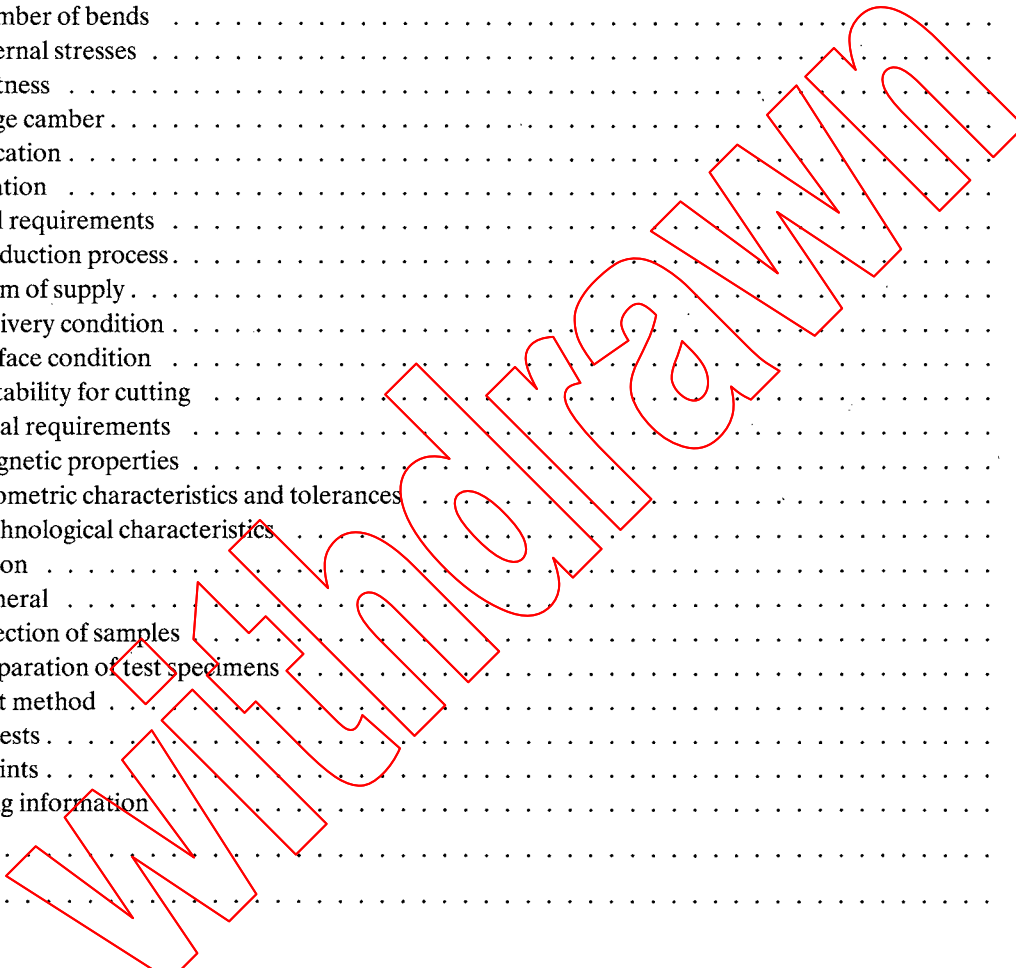 mber of bends . . . . . . . . . . . . . . . . . . . . . . . . . . . . . . . . . . . . . . . .
ernal stresses . . . . . . . . . . . . . . . . . . . . . . . . . . . . . . . . . . . . . . . . .
tness . . . . . . . . . . . . . . . . . . . . . . . . . . . . . . . . . . . . . . . . . . . . .
ge camber . . . . . . . . . . . . . . . . . . . . . . . . . . . . . . . . . . . . . . . . . . .
cation . . . . . . . . . . . . . . . . . . . . . . . . . . . . . . . . . . . . . . . . . . . . .
ation . . . . . . . . . . . . . . . . . . . . . . . . . . . . . . . . . . . . . . . . . . . . .
l requirements . . . . . . . . . . . . . . . . . . . . . . . . . . . . . . . . . . . . . . . .
duction process . . . . . . . . . . . . . . . . . . . . . . . . . . . . . . . . . . . . . . . .
m of supply . . . . . . . . . . . . . . . . . . . . . . . . . . . . . . . . . . . . . . . . . .
ivery condition . . . . . . . . . . . . . . . . . . . . . . . . . . . . . . . . . . . . . . . .
face condition . . . . . . . . . . . . . . . . . . . . . . . . . . . . . . . . . . . . . . . .
tability for cutting . . . . . . . . . . . . . . . . . . . . . . . . . . . . . . . . . . . . . .
al requirements . . . . . . . . . . . . . . . . . . . . . . . . . . . . . . . . . . . . . . .
gnetic properties . . . . . . . . . . . . . . . . . . . . . . . . . . . . . . . . . . . . . . .
ometric characteristics and tolerances . . . . . . . . . . . . . . . . . . . . . . . . . . . .
chnological characteristics . . . . . . . . . . . . . . . . . . . . . . . . . . . . . . . . . .
on . . . . . . . . . . . . . . . . . . . . . . . . . . . . . . . . . . . . . . . . . . . . . .
neral . . . . . . . . . . . . . . . . . . . . . . . . . . . . . . . . . . . . . . . . . . . . .
ection of samples . . . . . . . . . . . . . . . . . . . . . . . . . . . . . . . . . . . . . . .
paration of test specimens . . . . . . . . . . . . . . . . . . . . . . . . . . . . . . . . . .
t method . . . . . . . . . . . . . . . . . . . . . . . . . . . . . . . . . . . . . . . . . . .
ests . . . . . . . . . . . . . . . . . . . . . . . . . . . . . . . . . . . . . . . . . . . . . .
ints . . . . . . . . . . . . . . . . . . . . . . . . . . . . . . . . . . . . . . . . . . . . . .
g information . . . . . . . . . . . . . . . . . . . . . . . . . . . . . . . . . . . . . . . .
withdrawn